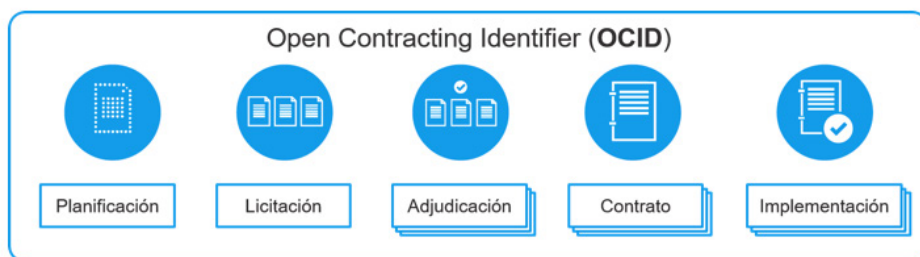 Open Contracting Identifier (OCID)
Planificación
Licitación
Adjudicación
Contrato
Implementación